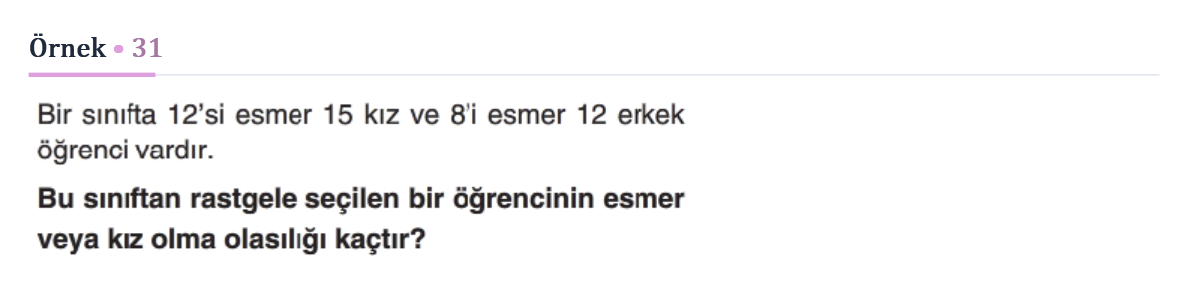 Örnek • 31
Bir sınıfta 12’si esmer 15 kız ve 8’i esmer 12 erkek
öğrenci vardır.
Bu sınıftan rastgele seçilen bir öğrencinin esmer
veya kız olma olasılığı kaçtır?